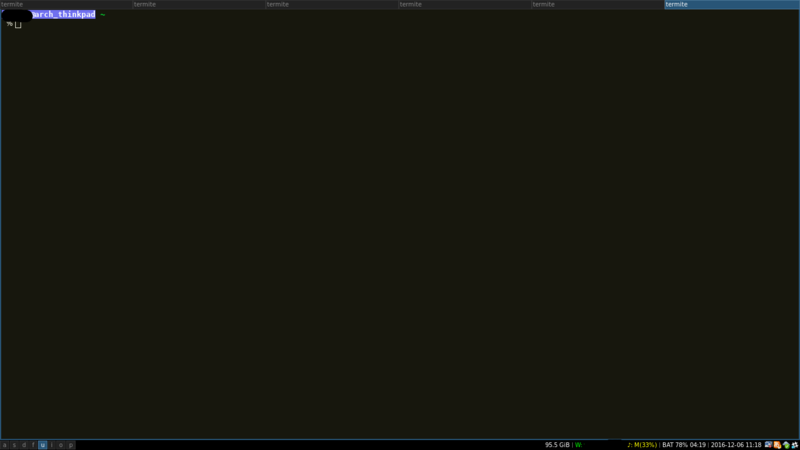 termite termite termite termite termite termite
@arch_thinkpad ~
%
a s d f u i o p 95.5 GiB | W: ♪: M(33%) | BAT 78% 04:19 | 2016-12-06 11:18